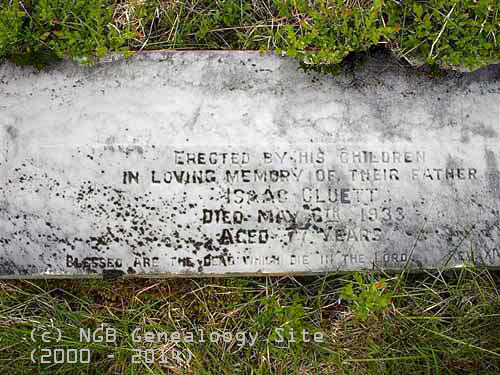 ERECTED BY HIS CHILDREN
IN LOVING MEMORY OF THEIR FATHER
ISAAC CLUETT
DIED MAY 6TH 1933
AGED 77 YEARS
BLESSED ARE THE DEAD WHICH DIE IN THE LORD
(c) NGB Genealogy Site
(2000 - 2014)